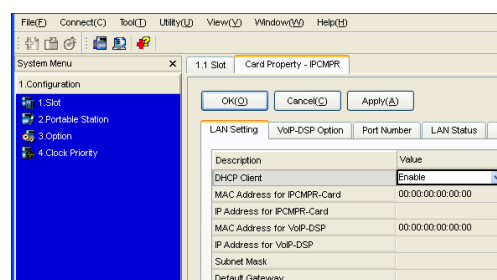 File(F) Connect(C) Tool(T) Utility(U) View(V) Window(W) Help(H)
System Menu X
1.1 Slot Card Property - IPCMPR
1.Configuration
1.Slot
2.Portable Station
3.Option
4.Clock Priority
OK(O) Cancel(C) Apply(A)
LAN Setting VoIP-DSP Option Port Number LAN Status
Description Value
DHCP Client Enable
MAC Address for IPCMPR-Card 00:00:00:00:00:00
IP Address for IPCMPR-Card
MAC Address for VoIP-DSP 00:00:00:00:00:00
IP Address for VoIP-DSP
Subnet Mask
Default Gateway